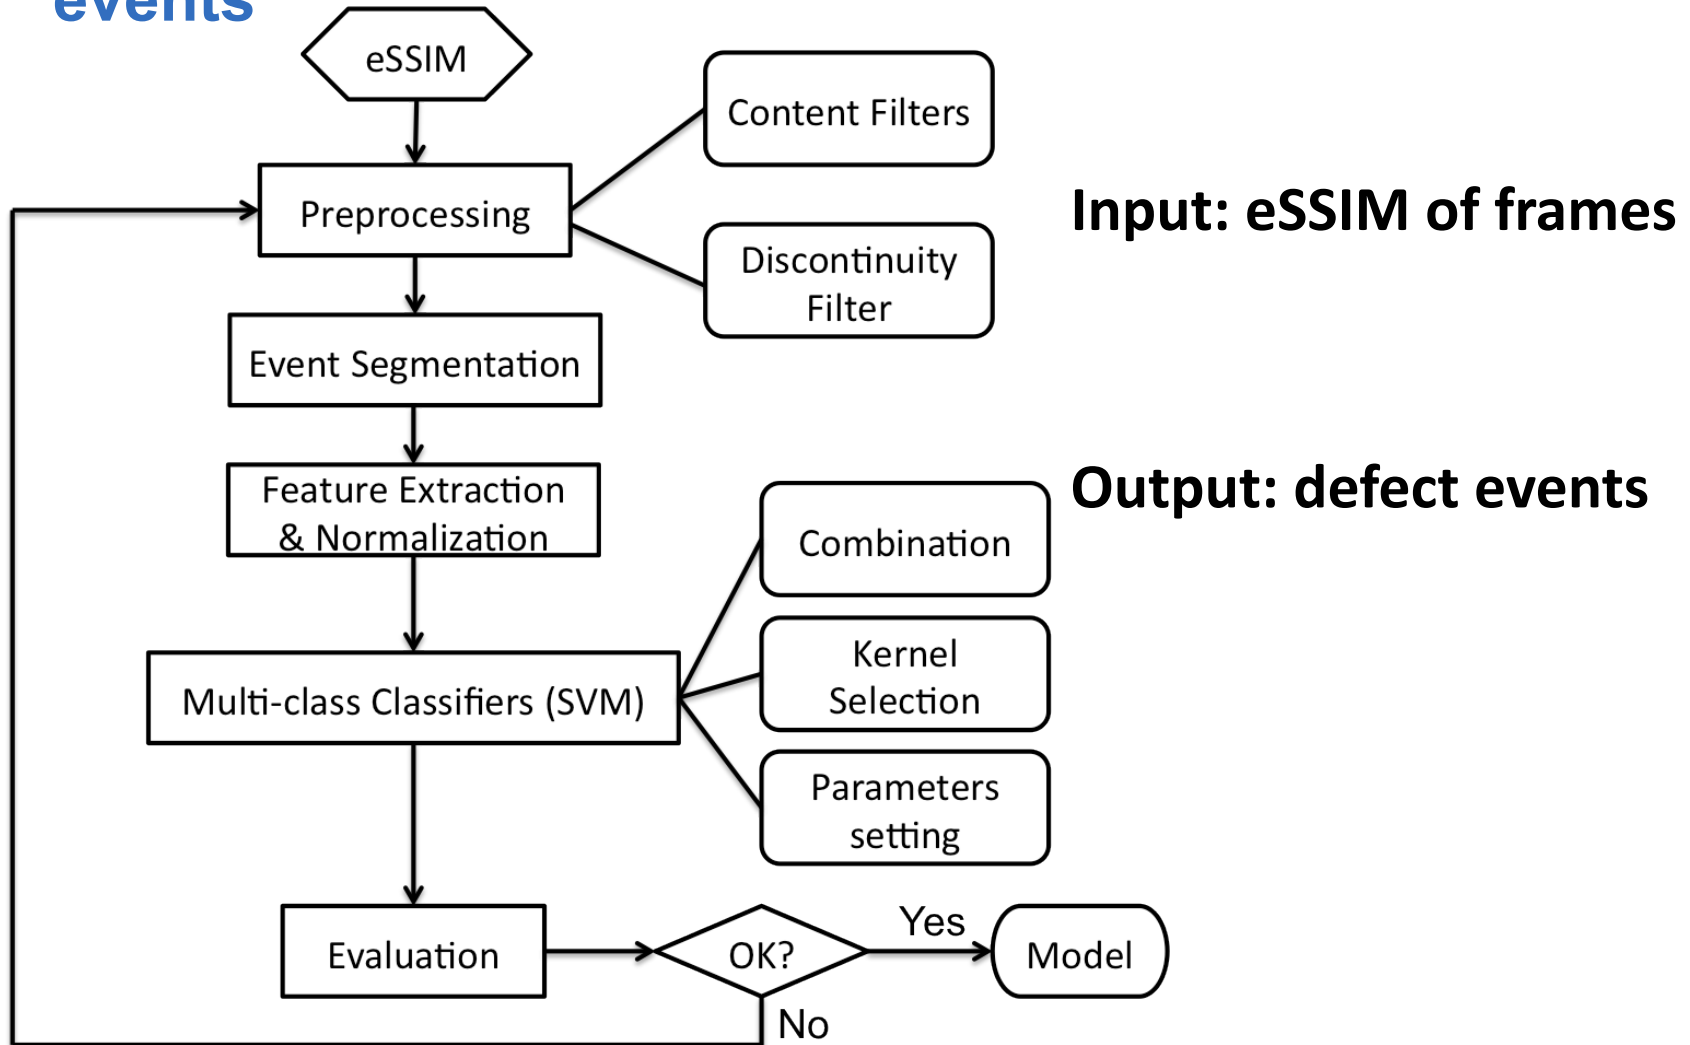 events
eSSIM
Content Filters
Preprocessing
Input: eSSIM of frames
Discontinuity
Filter
Event Segmentation
Feature Extraction
& Normalization
Output: defect events
Combination
Kernel
Selection
Multi-class Classifiers (SVM)
Parameters
setting
Evaluation
OK?
Yes
Model
No